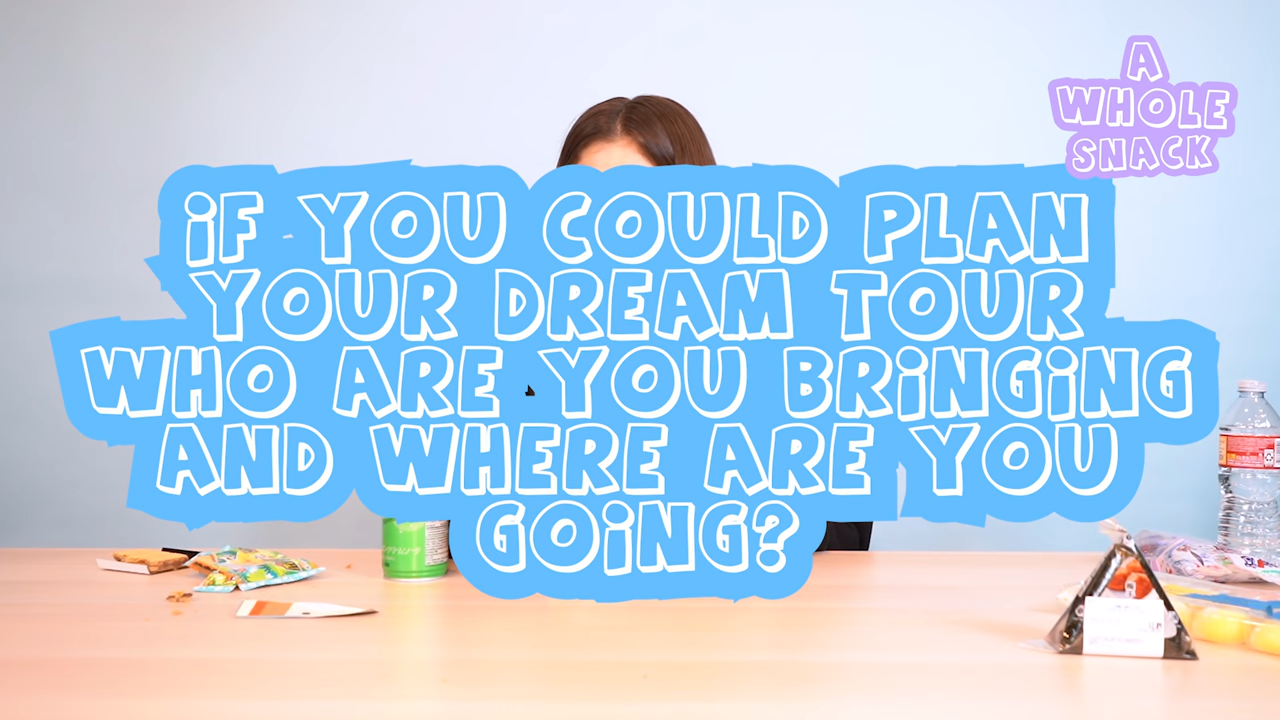 A
WHOLE
SNACK
iF YOU COULD PLAN
YOUR DREAM TOUR
WHO ARE YOU BRiNGiNG
AND WHERE ARE YOU
GOiNG?